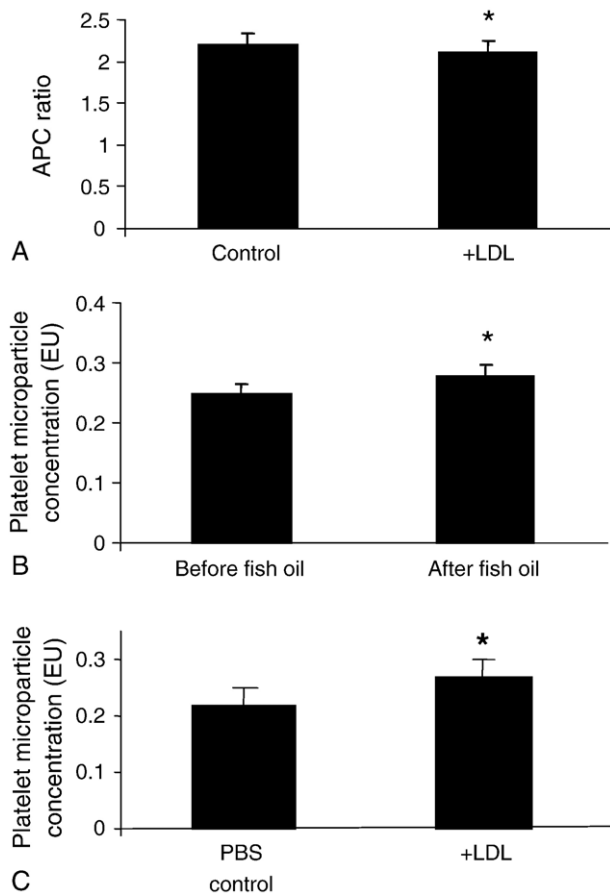 2.5
*
2
1.5
1
0.5
0
APC ratio
Control
+LDL
A
0.4
*
0.3
0.2
0.1
0
Platelet microparticle
concentration (EU)
Before fish oil
After fish oil
B
*
0.3
0.2
0.1
0
Platelet microparticle
concentration (EU)
PBS
control
+LDL
C